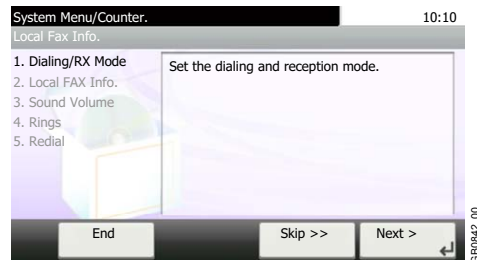 System Menu/Counter.
10:10
Local Fax Info.
1. Dialing/RX Mode
2. Local FAX Info.
3. Sound Volume
4. Rings
5. Redial
Set the dialing and reception mode.
End
Skip >>
Next >
GB0842_00